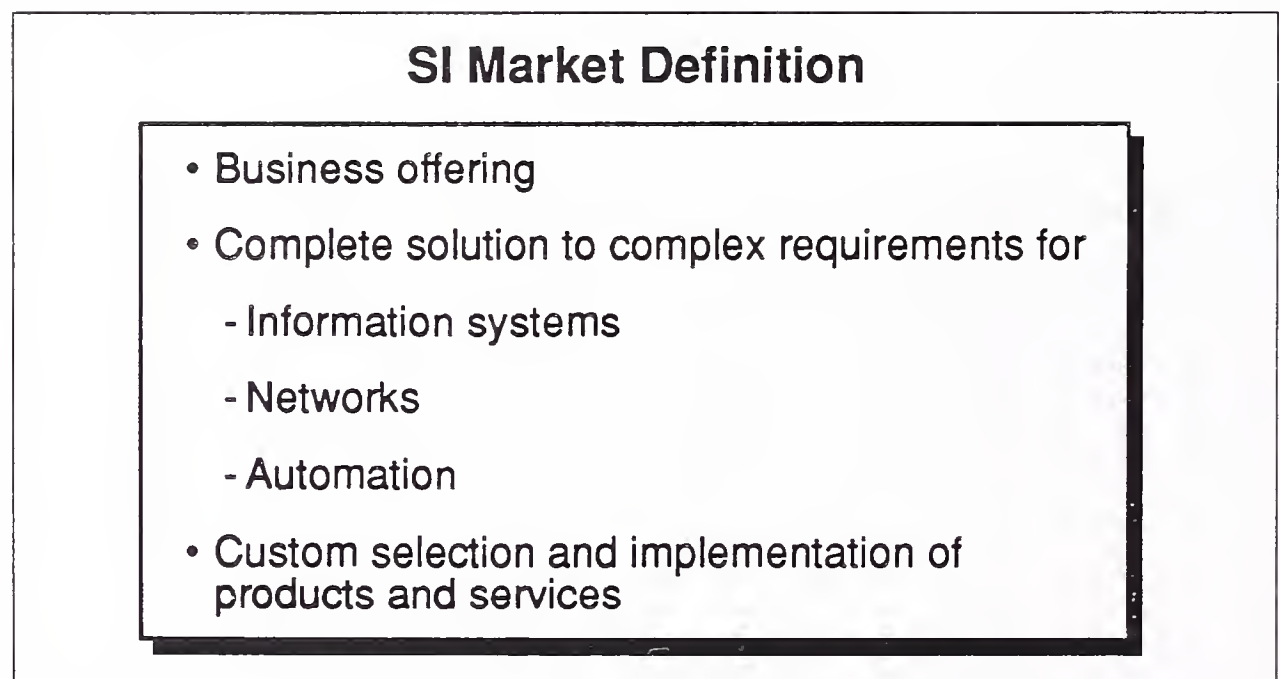 SI Market Definition
• Business offering
• Complete solution to complex requirements for
- Information systems
- Networks
- Automation
• Custom selection and implementation of
products and services